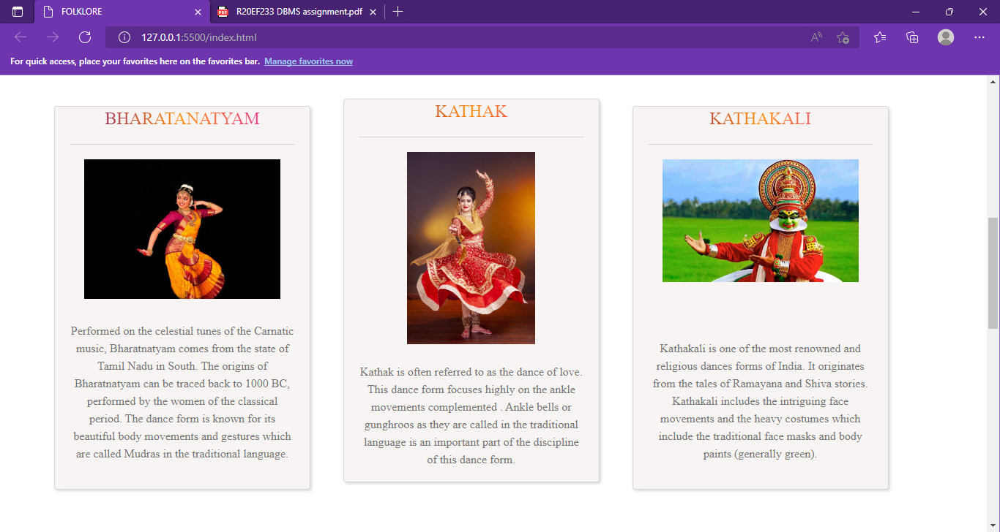 FOLKLORE
R20EF233 DBMS assignment.pdf
127.0.0.1:5500/index.html
For quick access, place your favorites here on the favorites bar. Manage favorites now
BHARATANATYAM
Performed on the celestial tunes of the Carnatic
music, Bharatnatyam comes from the state of
Tamil Nadu in South. The origins of
Bharatnatyam can be traced back to 1000 BC,
performed by the women of the classical
period. The dance form is known for its
beautiful body movements and gestures which
are called Mudras in the traditional language.
KATHAK
Kathak is often referred to as the dance of love.
This dance form focuses highly on the ankle
movements complemented . Ankle bells or
gunghroos as they are called in the traditional
language is an important part of the discipline
of this dance form.
KATHAKALI
Kathakali is one of the most renowned and
religious dances forms of India. It originates
from the tales of Ramayana and Shiva stories.
Kathakali includes the intriguing face
movements and the heavy costumes which
include the traditional face masks and body
paints (generally green).